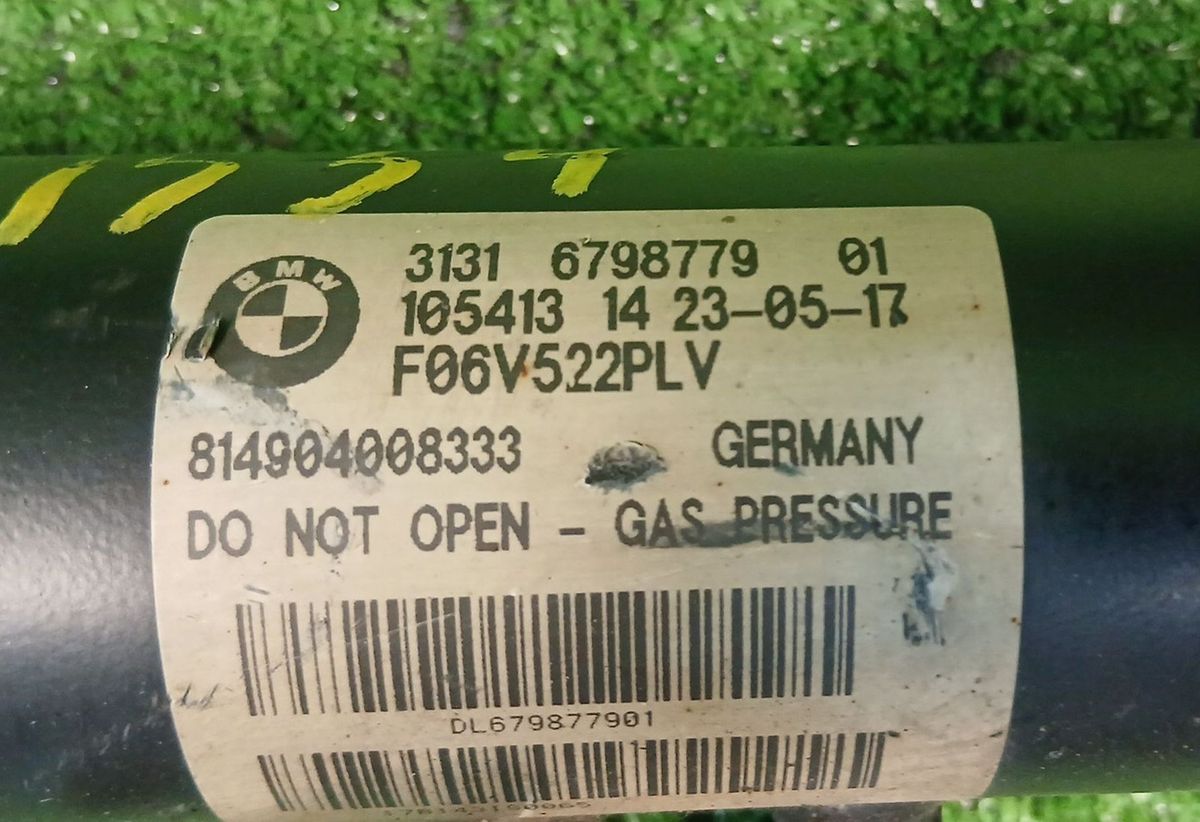 BMW
3131 6798779 01
105413 14 23-05-17
F06V522PLV
814904008333 GERMANY
DO NOT OPEN - GAS PRESSURE
DL679877901